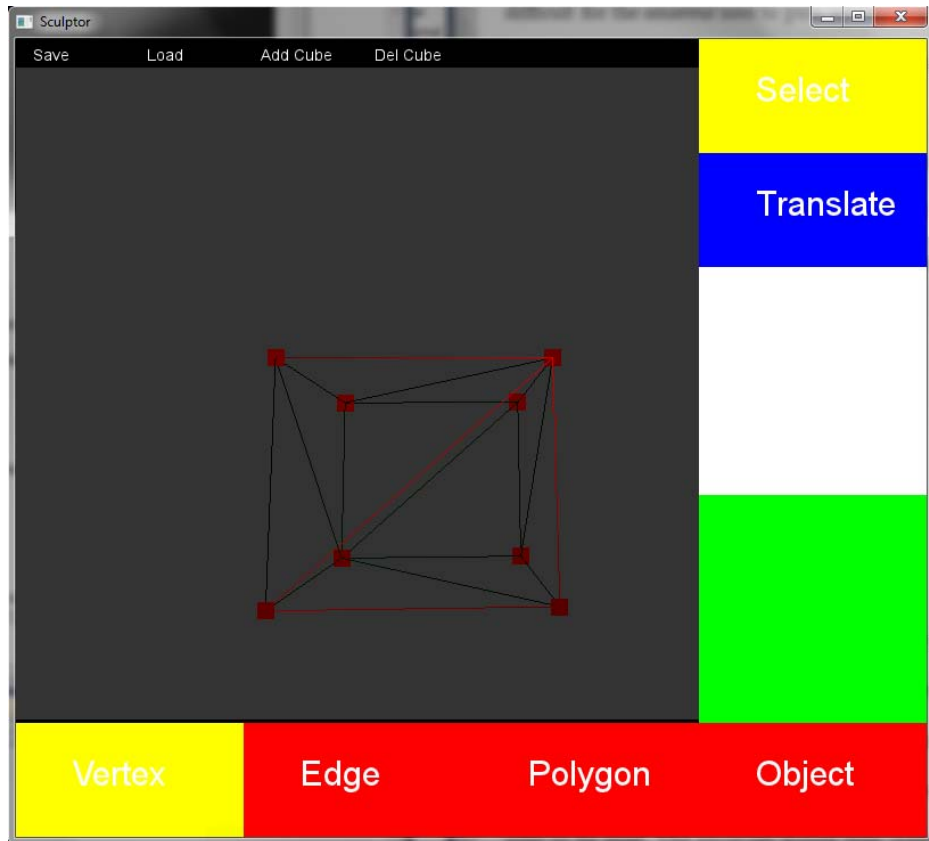 Sculptor
Save Load Add Cube Del Cube
Select
Translate
Vertex Edge Polygon Object